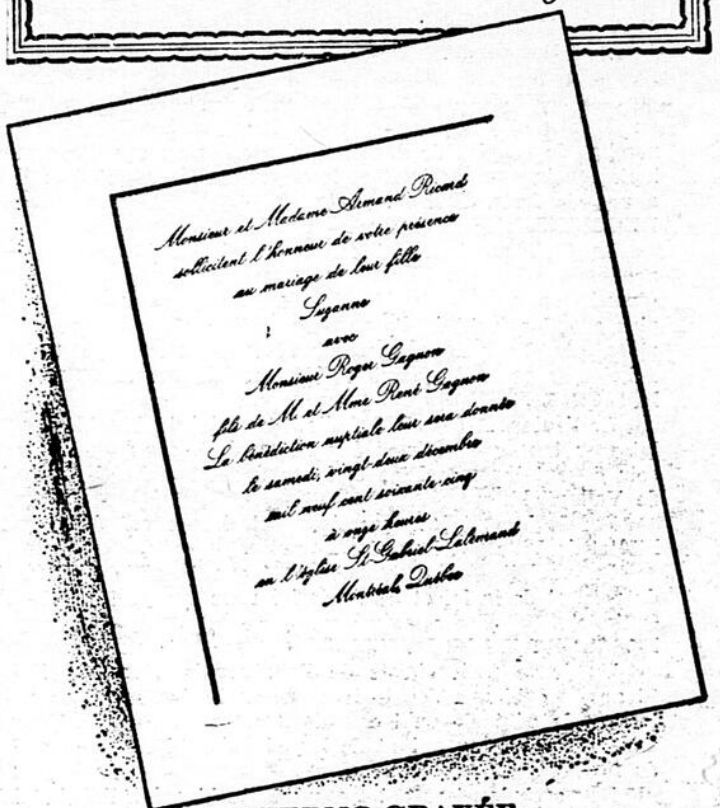 Monsieur et Madame Armand Ricard
sollicitent l'honneur de votre présence
au mariage de leur fille
Suzanne
avec
Monsieur Roger Gagnon
fils de M. et Mme René Gagnon
La bénédiction nuptiale leur sera donnée
le samedi, vingt-deux décembre
mil neuf cent soixante-cinq
à onze heures
en l'église St-Gabriel-Lalemand
Montréal, Québec